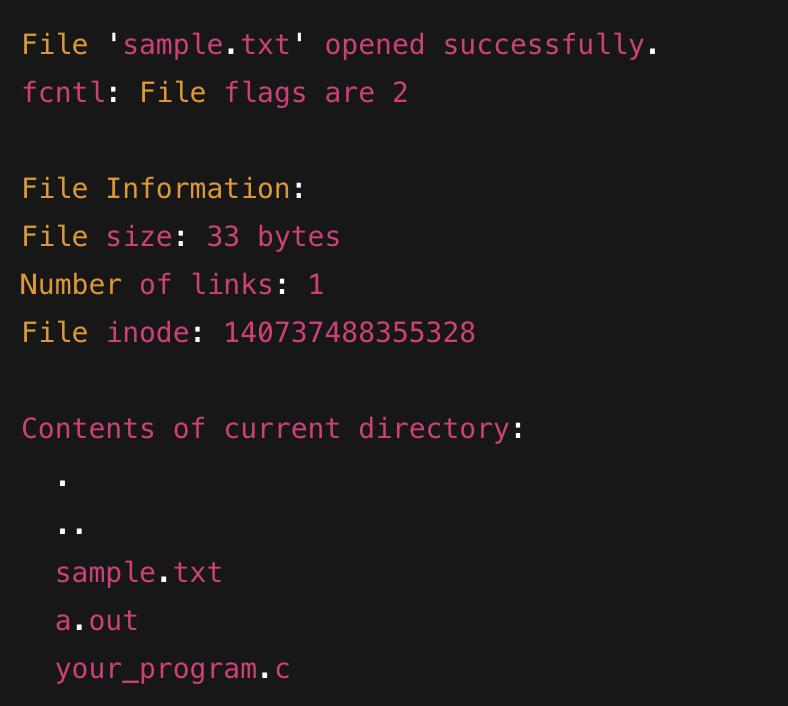 File 'sample.txt' opened successfully.
fcntl: File flags are 2
File Information:
File size: 33 bytes
Number of links: 1
File inode: 140737488355328
Contents of current directory:
.
..
sample.txt
a.out
your_program.c